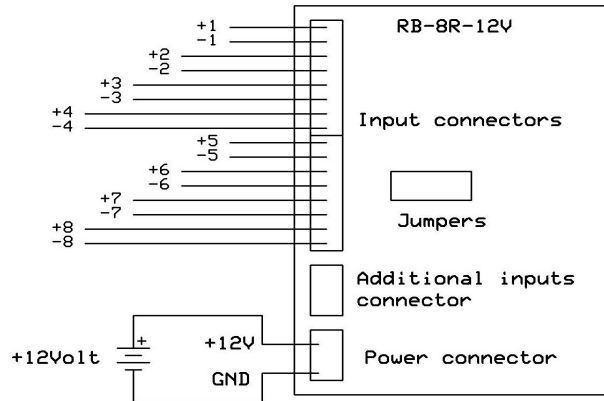 RB-8R-12V
+1
-1
+2
-2
+3
-3
+4
-4
Input connectors
+5
-5
+6
-6
+7
-7
+8
-8
Jumpers
Additional inputs
connector
+
+12Volt
+12V
GND
Power connector